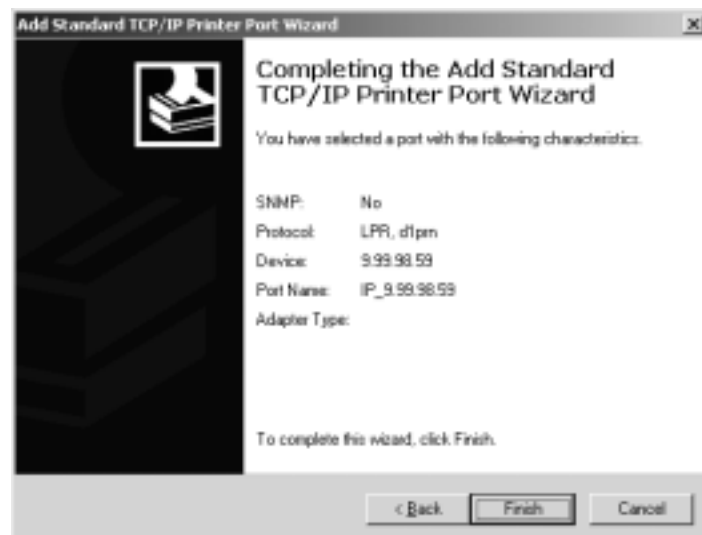 Add Standard TCP/IP Printer Port Wizard
Completing the Add Standard
TCP/IP Printer Port Wizard
You have selected a port with the following characteristics.
SNMP: No
Protocol: LPR, d1prn
Device: 9.99.98.59
Port Name: IP_9.99.98.59
Adapter Type:
To complete this wizard, click Finish.
< Back Finish Cancel